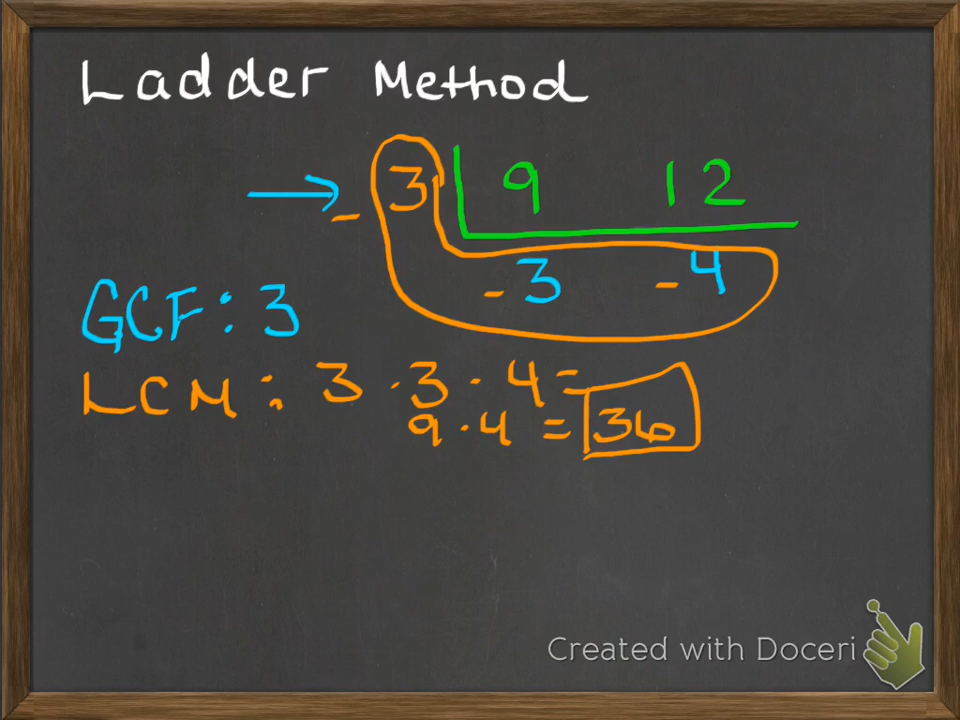 Ladder Method
- 3 9 12
- 3 - 4
GCF: 3
LCM: 3 · 3 · 4 =
9 · 4 = 36
Created with Doceri